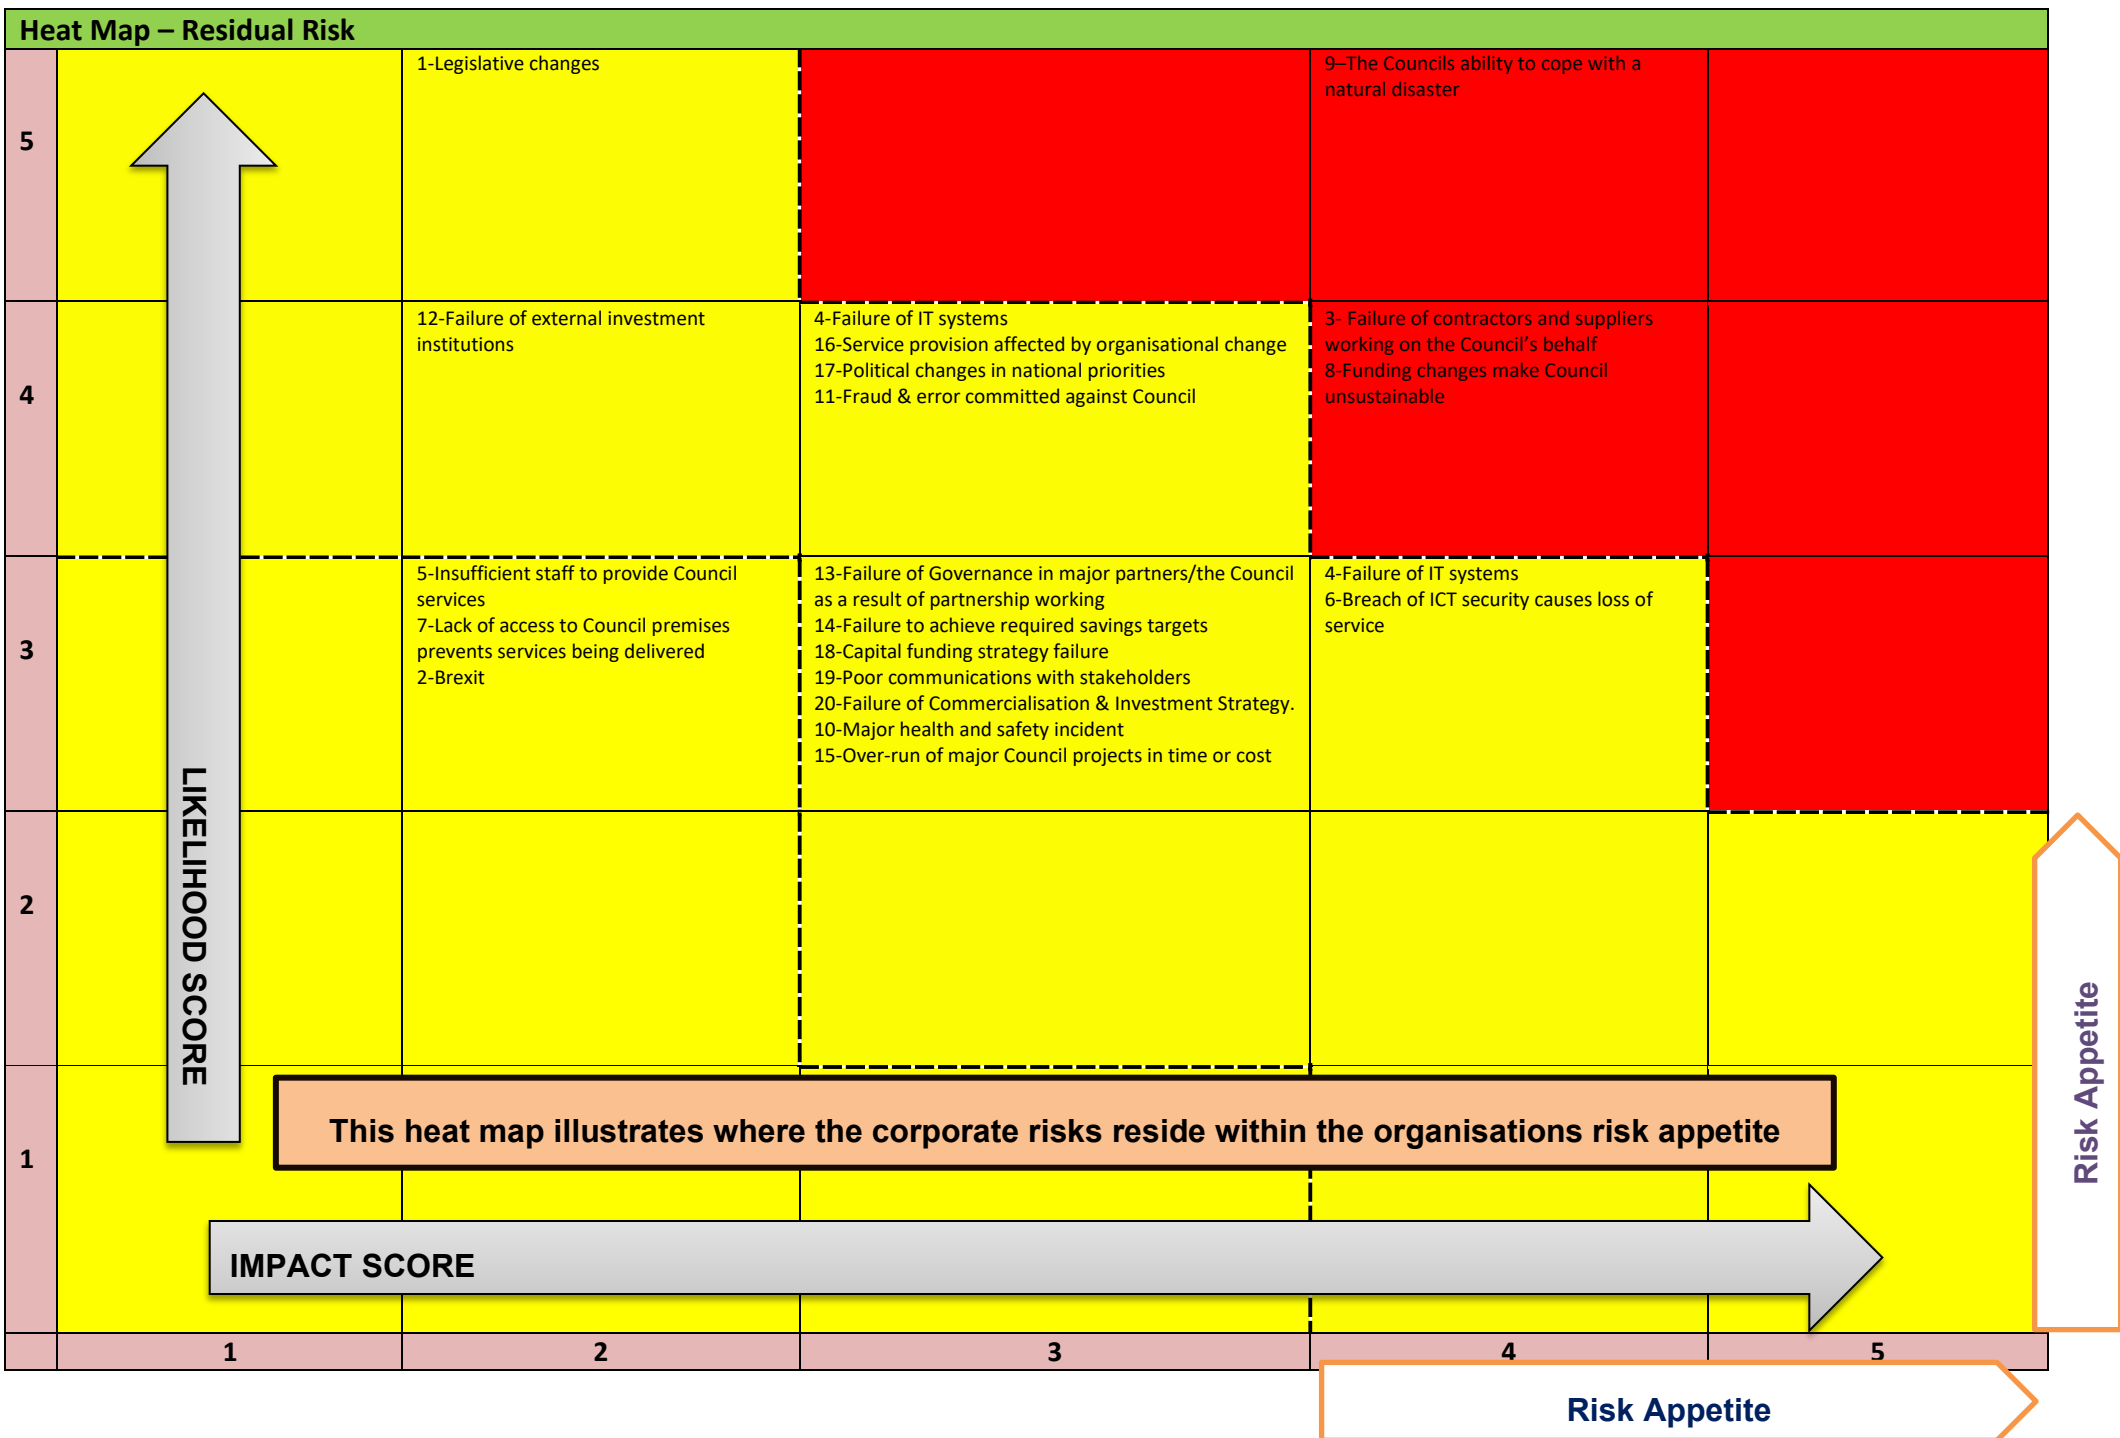 Heat Map – Residual Risk
5
1-Legislative changes
9–The Councils ability to cope with a
natural disaster
4
12-Failure of external investment
institutions
4-Failure of IT systems
16-Service provision affected by organisational change
17-Political changes in national priorities
11-Fraud & error committed against Council
3- Failure of contractors and suppliers
working on the Council’s behalf
8-Funding changes make Council
unsustainable
3
5-Insufficient staff to provide Council
services
7-Lack of access to Council premises
prevents services being delivered
2-Brexit
13-Failure of Governance in major partners/the Council
as a result of partnership working
14-Failure to achieve required savings targets
18-Capital funding strategy failure
19-Poor communications with stakeholders
20-Failure of Commercialisation & Investment Strategy.
10-Major health and safety incident
15-Over-run of major Council projects in time or cost
4-Failure of IT systems
6-Breach of ICT security causes loss of
service
LIKELIHOOD SCORE
2
Risk Appetite
1
This heat map illustrates where the corporate risks reside within the organisations risk appetite
IMPACT SCORE
1
2
3
4
5
Risk Appetite